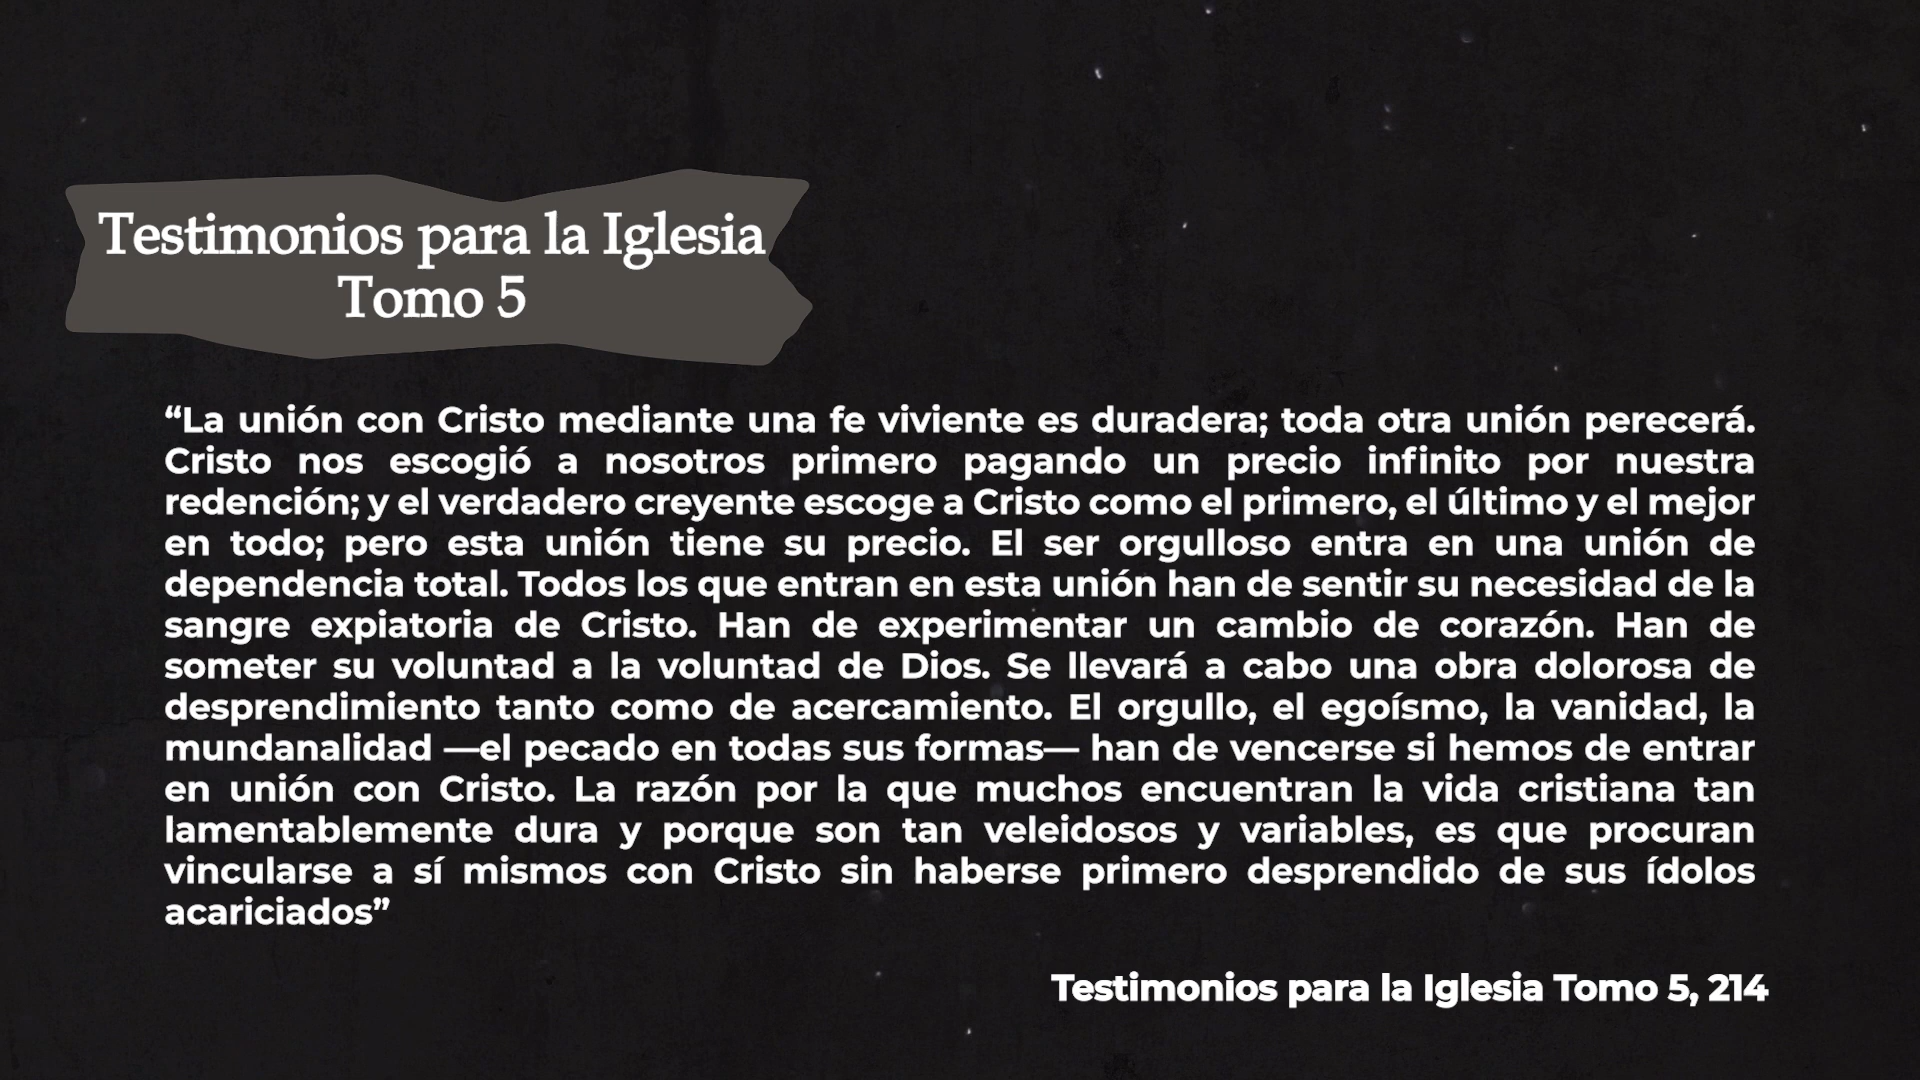 Testimonios para la Iglesia
Tomo 5
“La unión con Cristo mediante una fe viviente es duradera; toda otra unión perecerá.
Cristo nos escogió a nosotros primero pagando un precio infinito por nuestra
redención; y el verdadero creyente escoge a Cristo como el primero, el último y el mejor
en todo; pero esta unión tiene su precio. El ser orgulloso entra en una unión de
dependencia total. Todos los que entran en esta unión han de sentir su necesidad de la
sangre expiatoria de Cristo. Han de experimentar un cambio de corazón. Han de
someter su voluntad a la voluntad de Dios. Se llevará a cabo una obra dolorosa de
desprendimiento tanto como de acercamiento. El orgullo, el egoísmo, la vanidad, la
mundanalidad —el pecado en todas sus formas— han de vencerse si hemos de entrar
en unión con Cristo. La razón por la que muchos encuentran la vida cristiana tan
lamentablemente dura y porque son tan veleidosos y variables, es que procuran
vincularse a sí mismos con Cristo sin haberse primero desprendido de sus ídolos
acariciados”
Testimonios para la Iglesia Tomo 5, 214